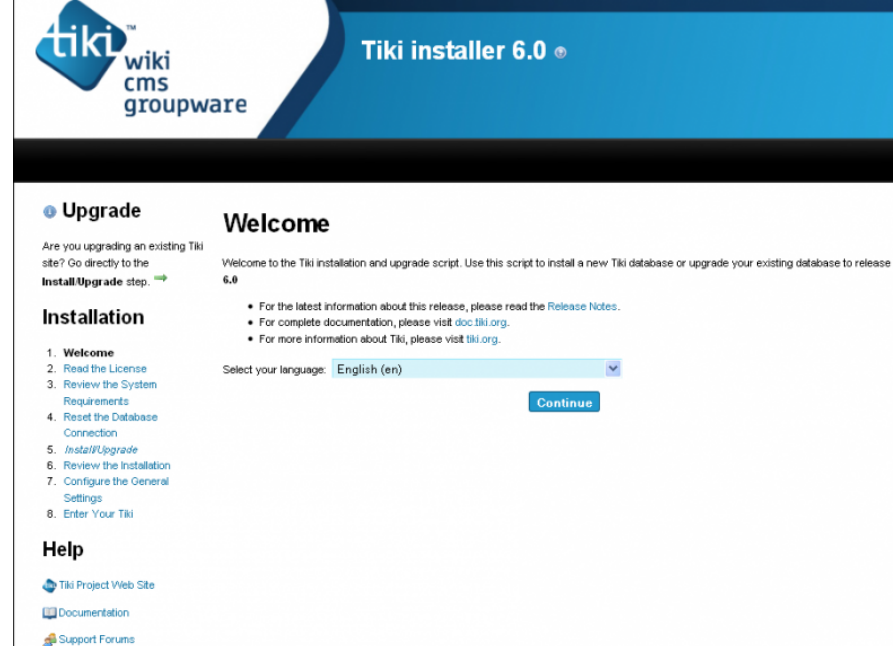 tiki™
wiki
cms
groupware
Tiki installer 6.0
Upgrade
Are you upgrading an existing Tiki
site? Go directly to the
Install/Upgrade step.
Installation
1. Welcome
2. Read the License
3. Review the System
Requirements
4. Reset the Database
Connection
5. Install/Upgrade
6. Review the Installation
7. Configure the General
Settings
8. Enter Your Tiki
Help
Tiki Project Web Site
Documentation
Support Forums
Welcome
Welcome to the Tiki installation and upgrade script. Use this script to install a new Tiki database or upgrade your existing database to release
6.0
• For the latest information about this release, please read the Release Notes.
• For complete documentation, please visit doc.tiki.org.
• For more information about Tiki, please visit tiki.org.
Select your language: English (en)
Continue